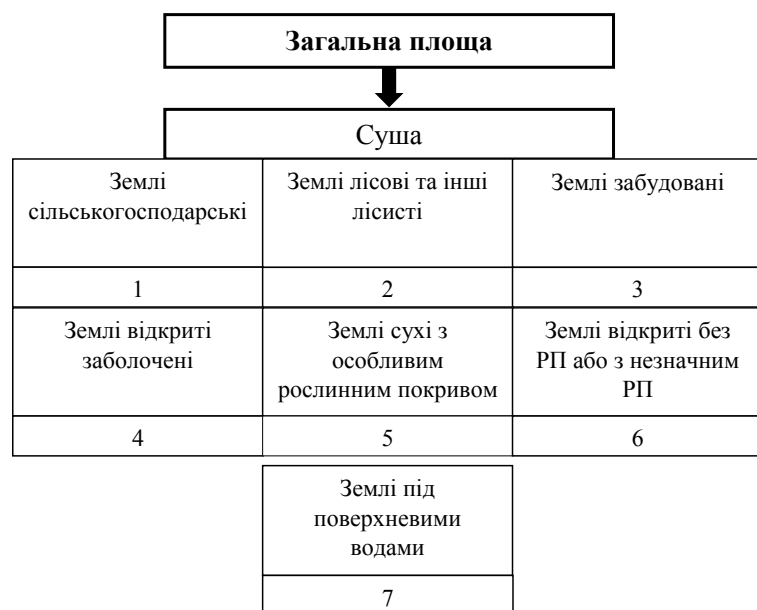 Загальна площа
Суша
Землі
сільськогосподарські
1
Землі лісові та інші
лісисті
2
Землі забудовані
3
Землі відкриті
заболочені
4
Землі сухі з
особливим
рослинним покривом
5
Землі відкриті без
РП або з незначним
РП
6
Землі під
поверхневими
водами
7